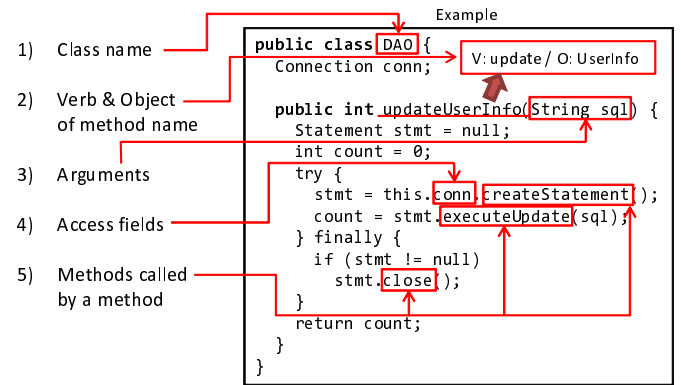 Example
1) Class name
2) Verb & Object
of method name
3) Arguments
4) Access fields
5) Methods called
by a method
public class DAO {
Connection conn;
V: update / O: UserInfo
public int updateUserInfo(String sql) {
Statement stmt = null;
int count = 0;
try {
stmt = this.conn.createStatement();
count = stmt.executeUpdate(sql);
} finally {
if (stmt != null)
stmt.close();
}
return count;
}
}